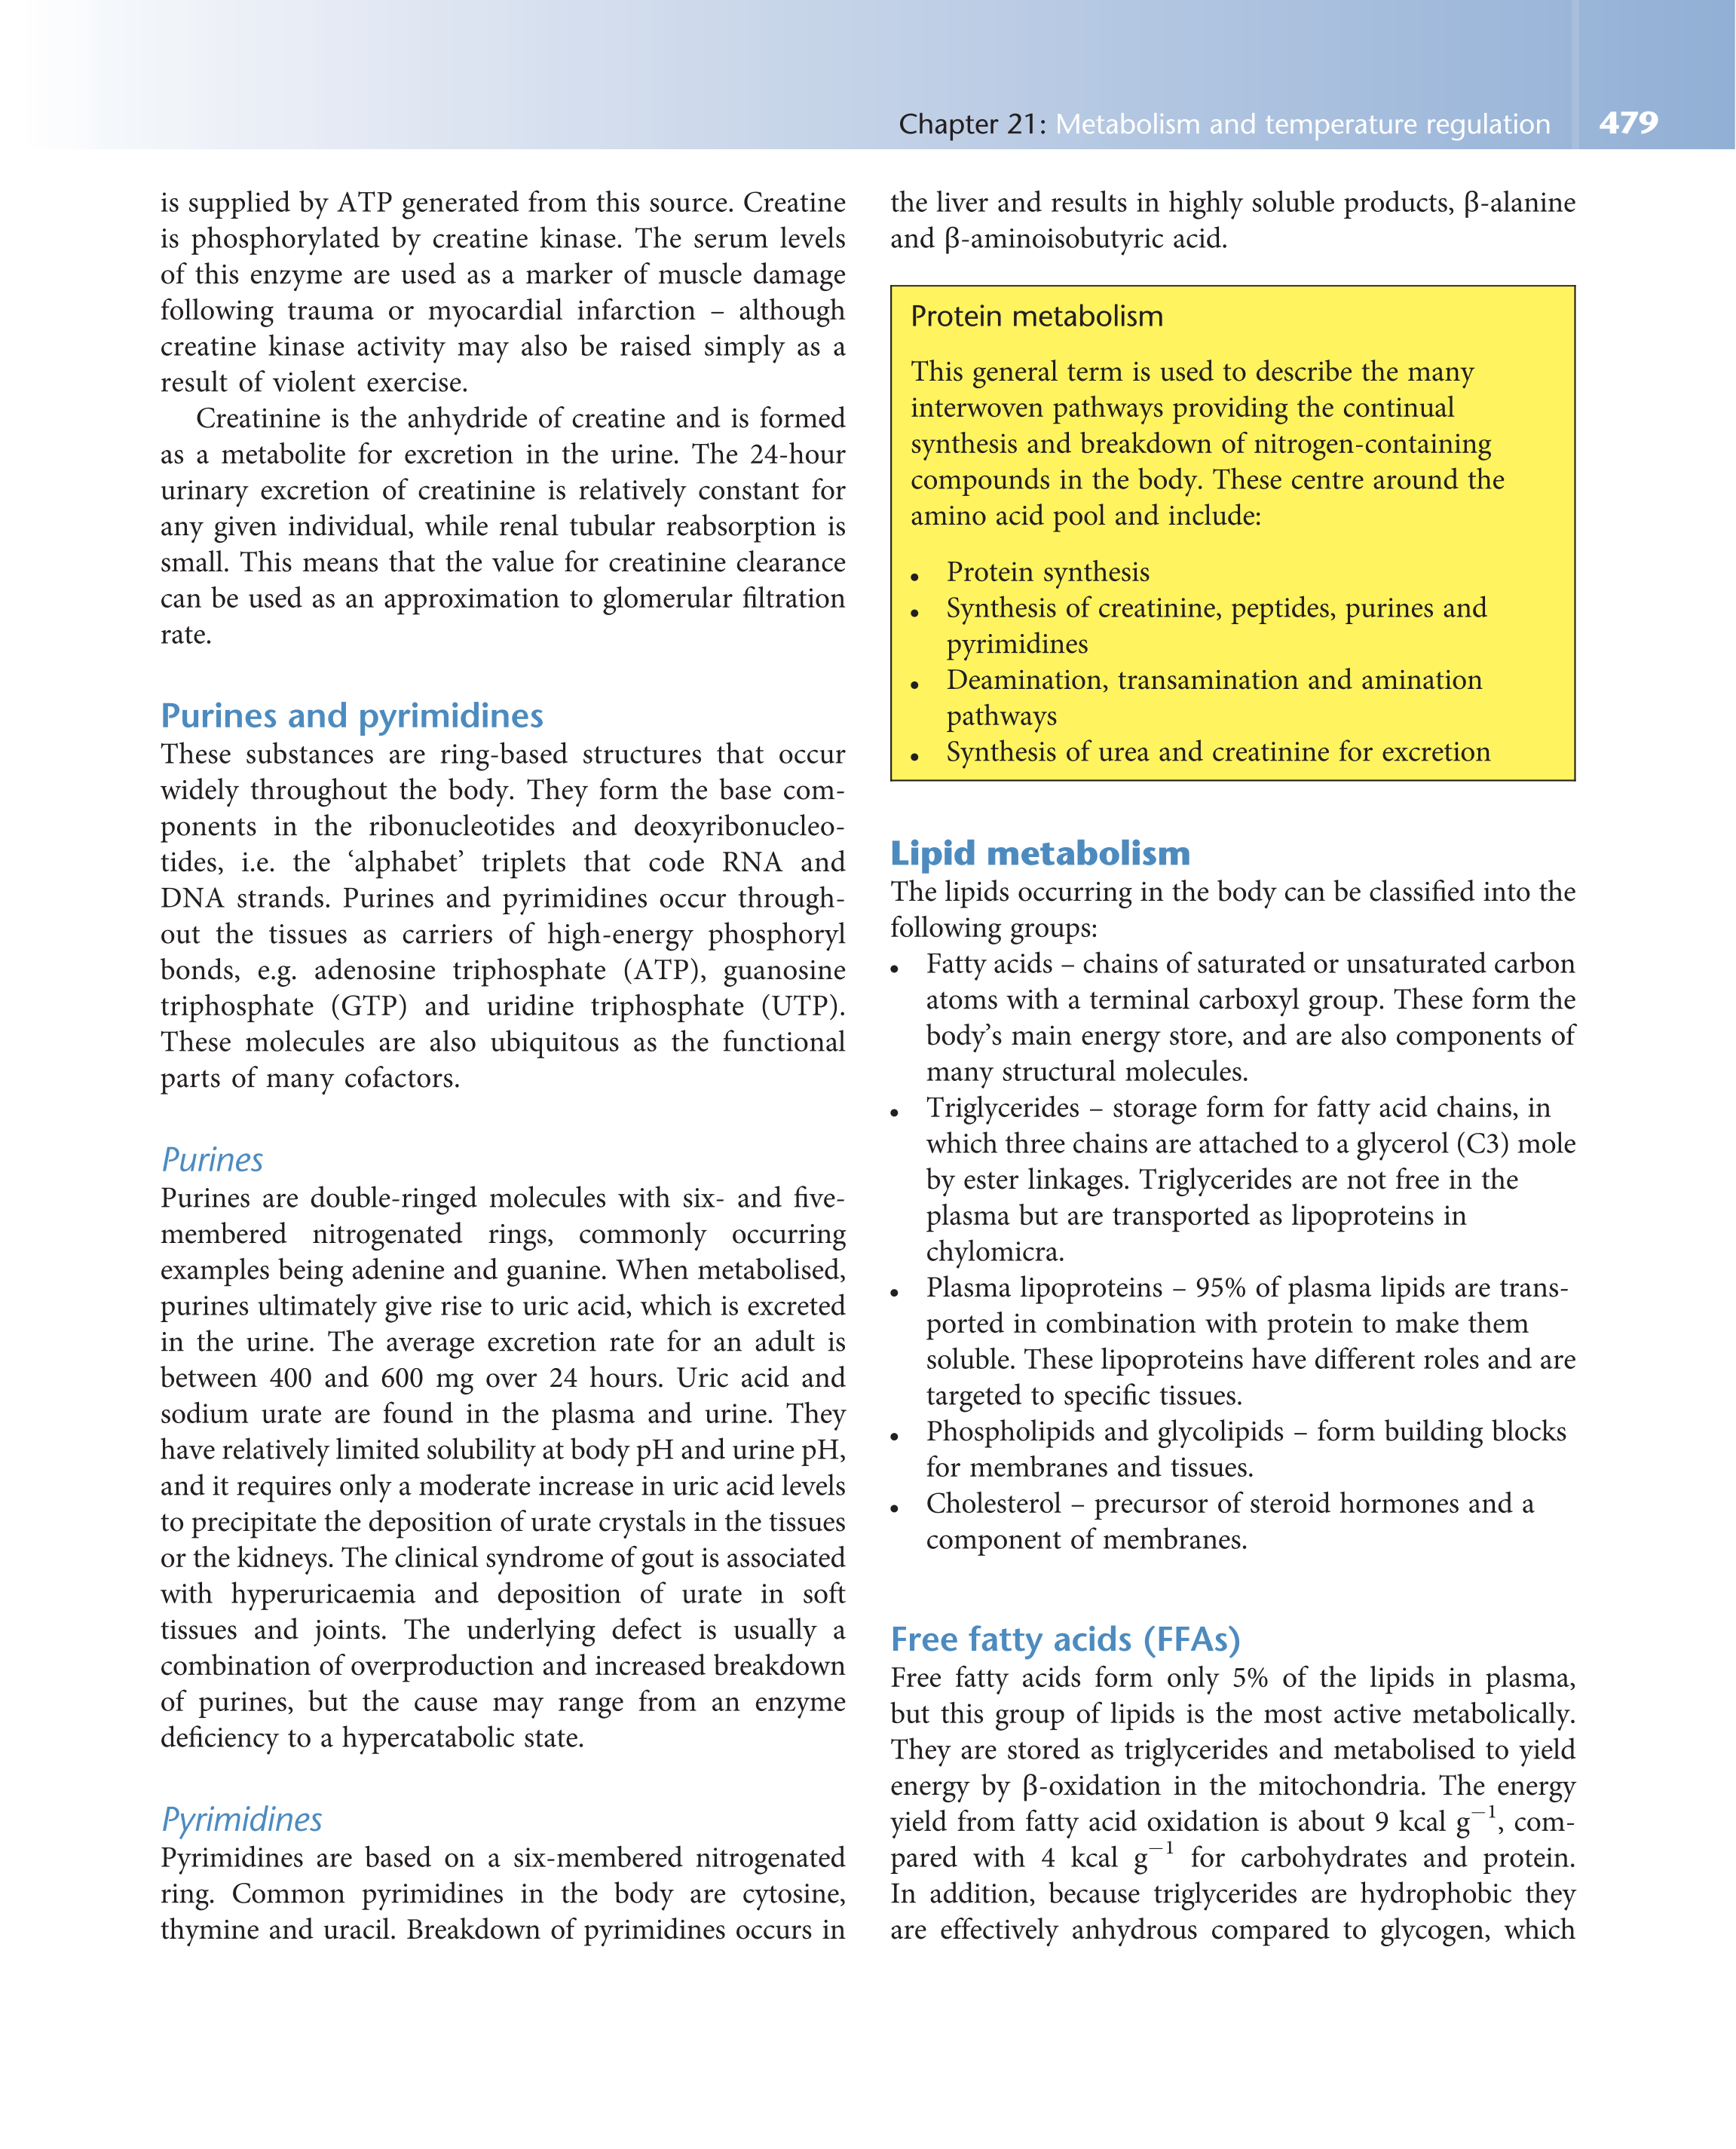 Chapter 21: Metabolism and temperature regulation 479
is supplied by ATP generated from this source. Creatine
is phosphorylated by creatine kinase. The serum levels
of this enzyme are used as a marker of muscle damage
following trauma or myocardial infarction – although
creatine kinase activity may also be raised simply as a
result of violent exercise.
Creatinine is the anhydride of creatine and is formed
as a metabolite for excretion in the urine. The 24-hour
urinary excretion of creatinine is relatively constant for
any given individual, while renal tubular reabsorption is
small. This means that the value for creatinine clearance
can be used as an approximation to glomerular filtration
rate.
Purines and pyrimidines
These substances are ring-based structures that occur
widely throughout the body. They form the base com-
ponents in the ribonucleotides and deoxyribonucleo-
tides, i.e. the ‘alphabet’ triplets that code RNA and
DNA strands. Purines and pyrimidines occur through-
out the tissues as carriers of high-energy phosphoryl
bonds, e.g. adenosine triphosphate (ATP), guanosine
triphosphate (GTP) and uridine triphosphate (UTP).
These molecules are also ubiquitous as the functional
parts of many cofactors.
Purines
Purines are double-ringed molecules with six- and five-
membered nitrogenated rings, commonly occurring
examples being adenine and guanine. When metabolised,
purines ultimately give rise to uric acid, which is excreted
in the urine. The average excretion rate for an adult is
between 400 and 600 mg over 24 hours. Uric acid and
sodium urate are found in the plasma and urine. They
have relatively limited solubility at body pH and urine pH,
and it requires only a moderate increase in uric acid levels
to precipitate the deposition of urate crystals in the tissues
or the kidneys. The clinical syndrome of gout is associated
with hyperuricaemia and deposition of urate in soft
tissues and joints. The underlying defect is usually a
combination of overproduction and increased breakdown
of purines, but the cause may range from an enzyme
deficiency to a hypercatabolic state.
Pyrimidines
Pyrimidines are based on a six-membered nitrogenated
ring. Common pyrimidines in the body are cytosine,
thymine and uracil. Breakdown of pyrimidines occurs in
the liver and results in highly soluble products, β-alanine
and β-aminoisobutyric acid.
Protein metabolism
This general term is used to describe the many
interwoven pathways providing the continual
synthesis and breakdown of nitrogen-containing
compounds in the body. These centre around the
amino acid pool and include:
• Protein synthesis
• Synthesis of creatinine, peptides, purines and
pyrimidines
• Deamination, transamination and amination
pathways
• Synthesis of urea and creatinine for excretion
Lipid metabolism
The lipids occurring in the body can be classified into the
following groups:
• Fatty acids – chains of saturated or unsaturated carbon
atoms with a terminal carboxyl group. These form the
body’s main energy store, and are also components of
many structural molecules.
• Triglycerides – storage form for fatty acid chains, in
which three chains are attached to a glycerol (C3) mole
by ester linkages. Triglycerides are not free in the
plasma but are transported as lipoproteins in
chylomicra.
• Plasma lipoproteins – 95% of plasma lipids are trans-
ported in combination with protein to make them
soluble. These lipoproteins have different roles and are
targeted to specific tissues.
• Phospholipids and glycolipids – form building blocks
for membranes and tissues.
• Cholesterol – precursor of steroid hormones and a
component of membranes.
Free fatty acids (FFAs)
Free fatty acids form only 5% of the lipids in plasma,
but this group of lipids is the most active metabolically.
They are stored as triglycerides and metabolised to yield
energy by β-oxidation in the mitochondria. The energy
yield from fatty acid oxidation is about 9 kcal g⁻¹, com-
pared with 4 kcal g⁻¹ for carbohydrates and protein.
In addition, because triglycerides are hydrophobic they
are effectively anhydrous compared to glycogen, which